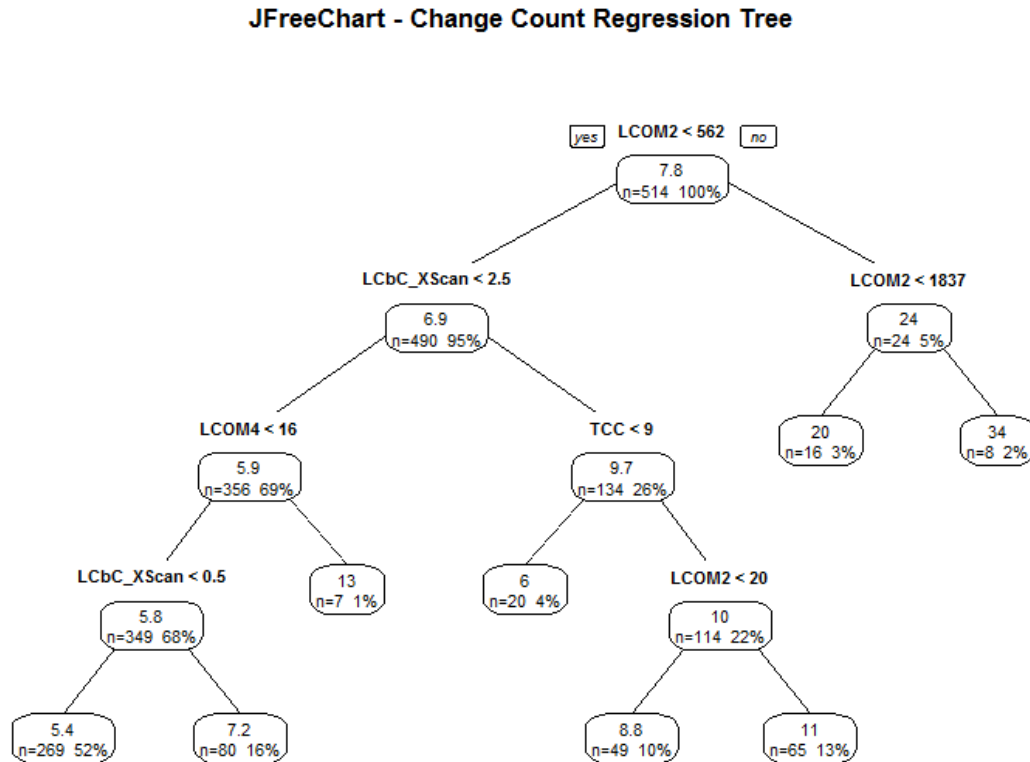 JFreeChart - Change Count Regression Tree
yes LCOM2 < 562 no
7.8
n=514 100%
LCbC_XScan < 2.5
LCOM2 < 1837
6.9
n=490 95%
24
n=24 5%
LCOM4 < 16
TCC < 9
20
n=16 3%
34
n=8 2%
5.9
n=356 69%
9.7
n=134 26%
LCbC_XScan < 0.5
13
n=7 1%
6
n=20 4%
LCOM2 < 20
5.8
n=349 68%
10
n=114 22%
5.4
n=269 52%
7.2
n=80 16%
8.8
n=49 10%
11
n=65 13%